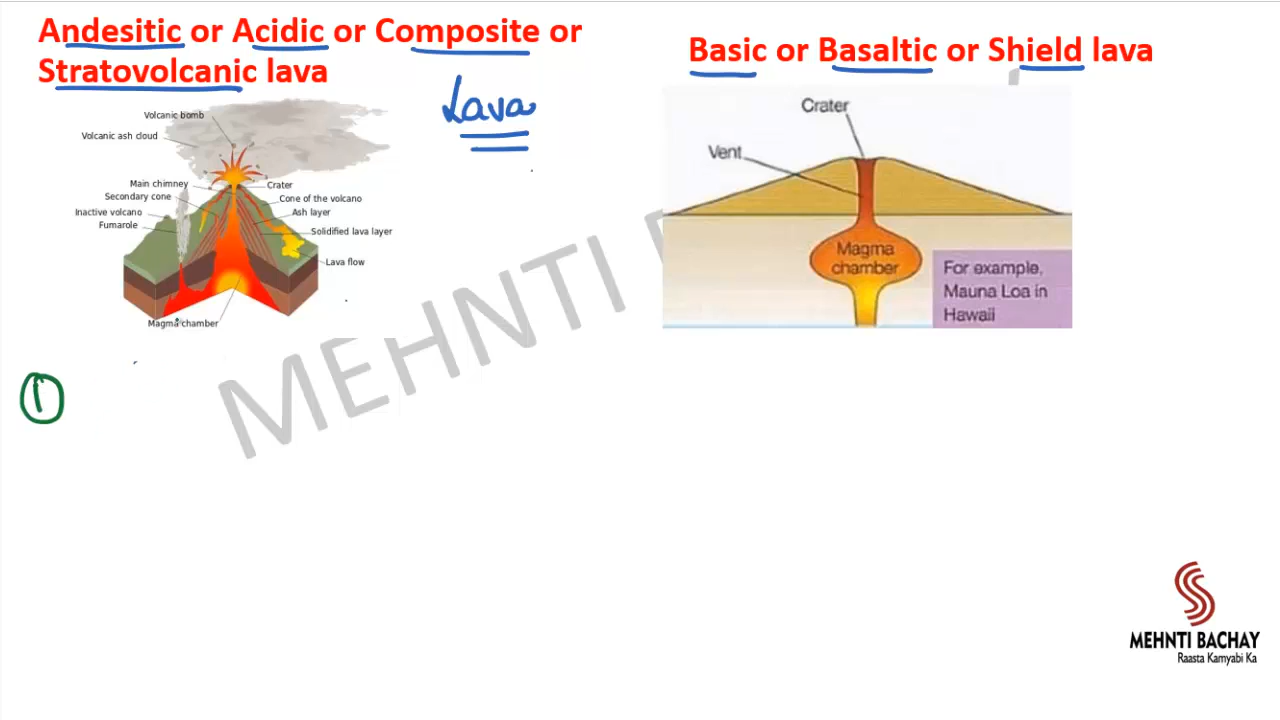 Andesitic or Acidic or Composite or
Stratovolcanic lava
Lava
Volcanic bomb
Volcanic ash cloud
Main chimney
Secondary cone
Inactive volcano
Fumarole
Crater
Cone of the volcano
Ash layer
Solidified lava layer
Lava flow
Magma chamber
Basic or Basaltic or Shield lava
Crater
Vent
Magma
chamber
For example,
Mauna Loa in
Hawaii
MEHNTI
1
MEHNTI BACHAY
Raasta Kamyabi Ka